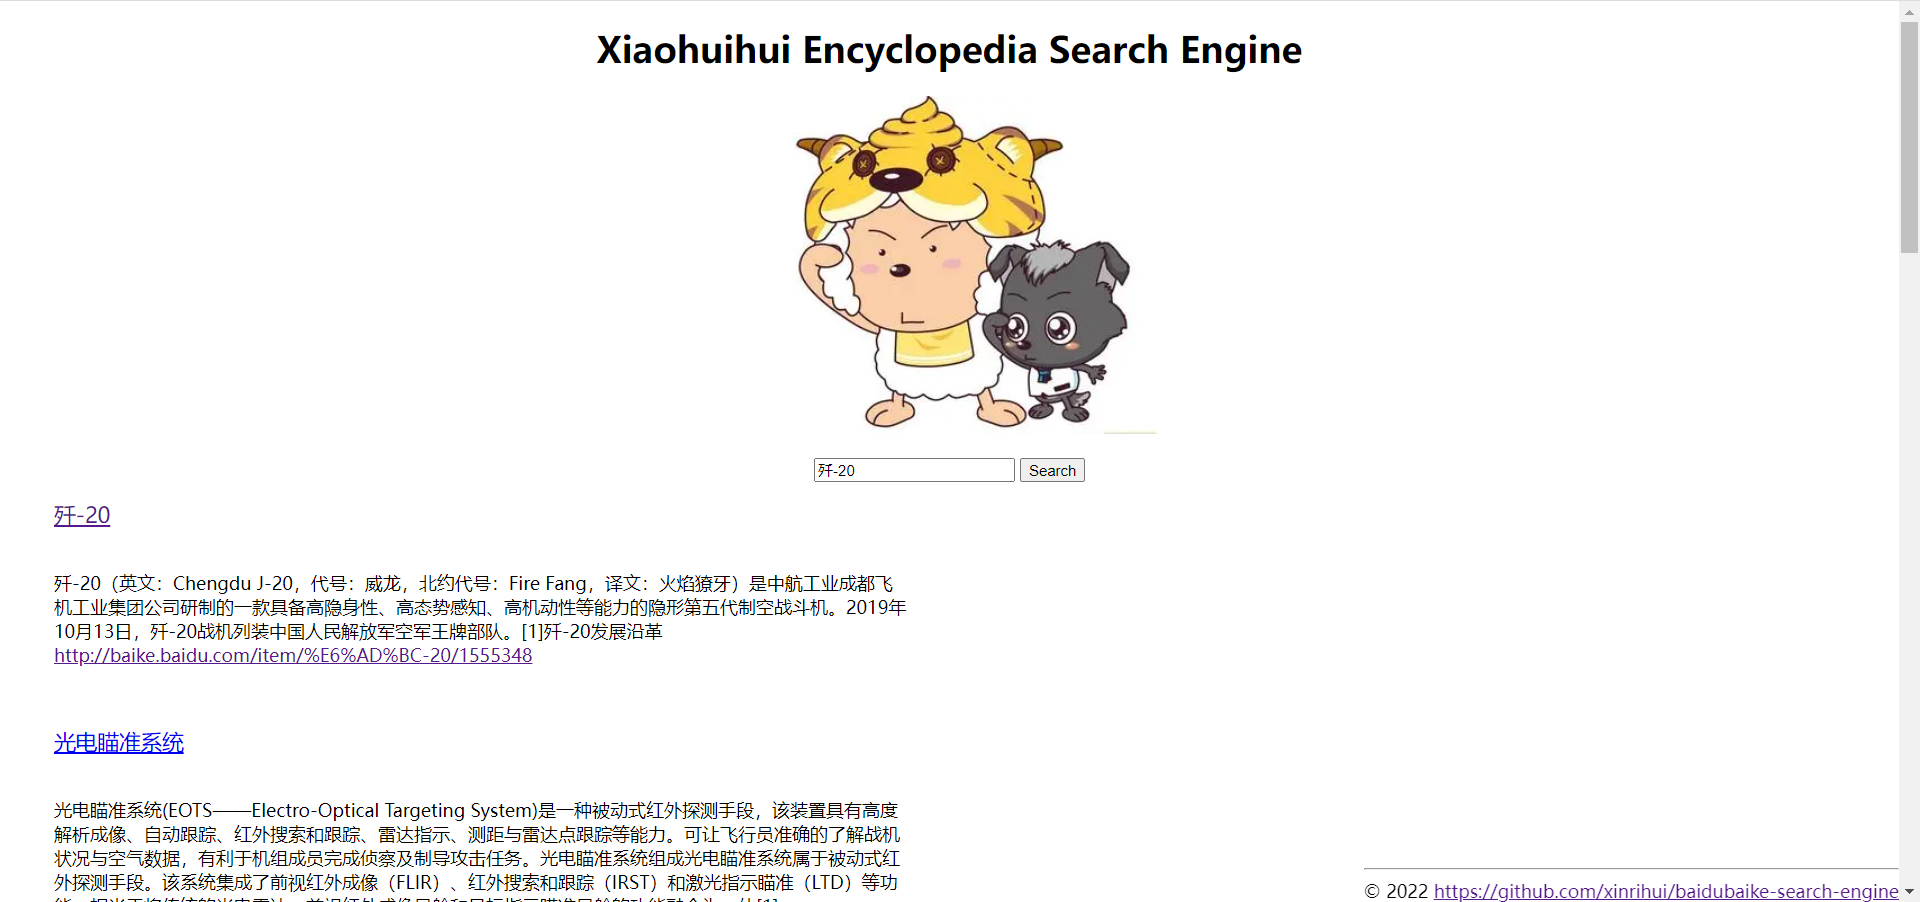 Xiaohuihui Encyclopedia Search Engine
歼-20 Search
歼-20
歼-20（英文：Chengdu J-20，代号：威龙，北约代号：Fire Fang，译文：火焰獠牙）是中航工业成都飞
机工业集团公司研制的一款具备高隐身性、高态势感知、高机动性等能力的隐形第五代制空战斗机。2019年
10月13日，歼-20战机列装中国人民解放军空军王牌部队。[1]歼-20发展沿革
http://baike.baidu.com/item/%E6%AD%BC-20/1555348
光电瞄准系统
光电瞄准系统(EOTS——Electro-Optical Targeting System)是一种被动式红外探测手段，该装置具有高度
解析成像、自动跟踪、红外搜索和跟踪、雷达指示、测距与雷达点跟踪等能力。可让飞行员准确的了解战机
状况与空气数据，有利于机组成员完成侦察及制导攻击任务。光电瞄准系统组成光电瞄准系统属于被动式红
外探测手段。该系统集成了前视红外成像（FLIR）、红外搜索和跟踪（IRST）和激光指示瞄准（LTD）等功
© 2022 https://github.com/xinrihui/baidubaike-search-engine